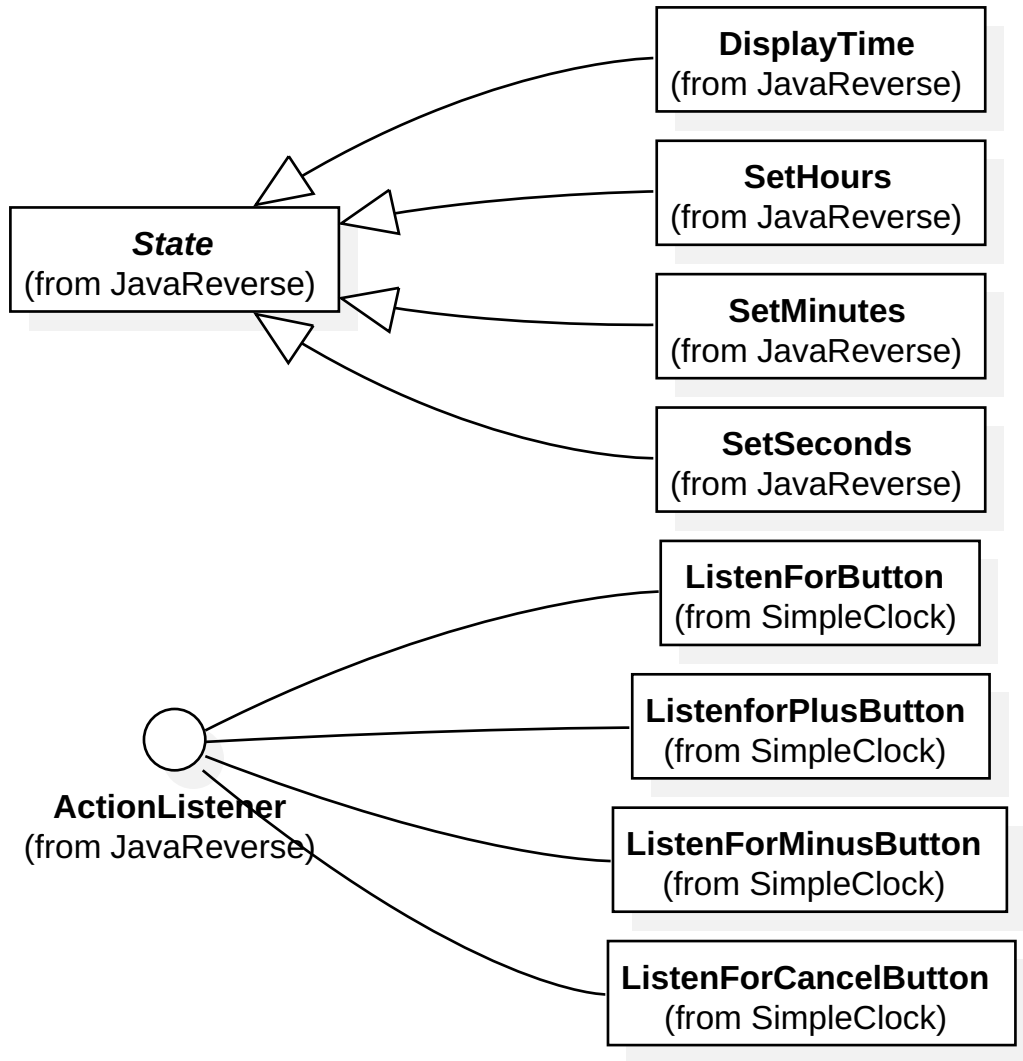 DisplayTime
(from JavaReverse)
SetHours
(from JavaReverse)
State
(from JavaReverse)
SetMinutes
(from JavaReverse)
SetSeconds
(from JavaReverse)
ListenForButton
(from SimpleClock)
ListenforPlusButton
(from SimpleClock)
ActionListener
(from JavaReverse)
ListenForMinusButton
(from SimpleClock)
ListenForCancelButton
(from SimpleClock)